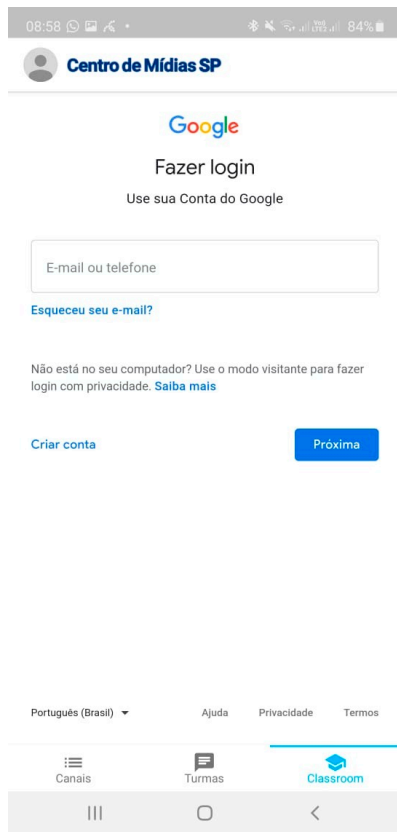 08:58 84%
Centro de Mídias SP
Google
Fazer login
Use sua Conta do Google
E-mail ou telefone
Esqueceu seu e-mail?
Não está no seu computador? Use o modo visitante para fazer
login com privacidade. Saiba mais
Criar conta Próxima
Português (Brasil) Ajuda Privacidade Termos
Canais Turmas Classroom